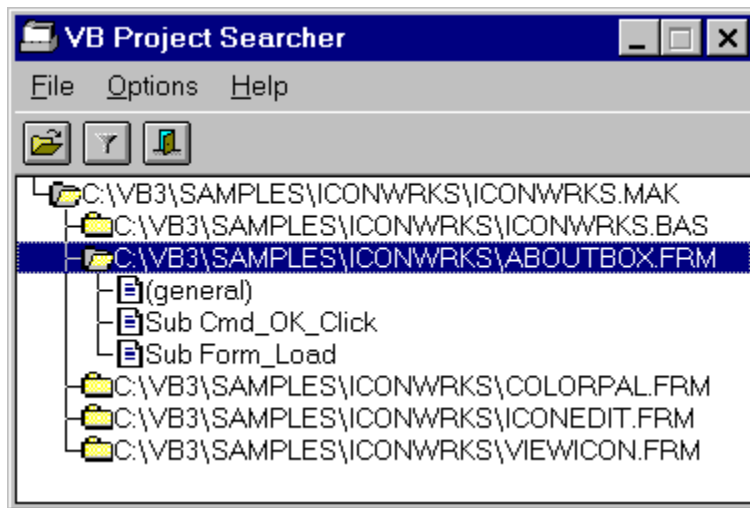 VB Project Searcher
File Options Help
C:\VB3\SAMPLES\ICONWRKS\ICONWRKS.MAK
C:\VB3\SAMPLES\ICONWRKS\ICONWRKS.BAS
C:\VB3\SAMPLES\ICONWRKS\ABOUTBOX.FRM
(general)
Sub Cmd_OK_Click
Sub Form_Load
C:\VB3\SAMPLES\ICONWRKS\COLORPAL.FRM
C:\VB3\SAMPLES\ICONWRKS\ICONEDIT.FRM
C:\VB3\SAMPLES\ICONWRKS\VIEWICON.FRM